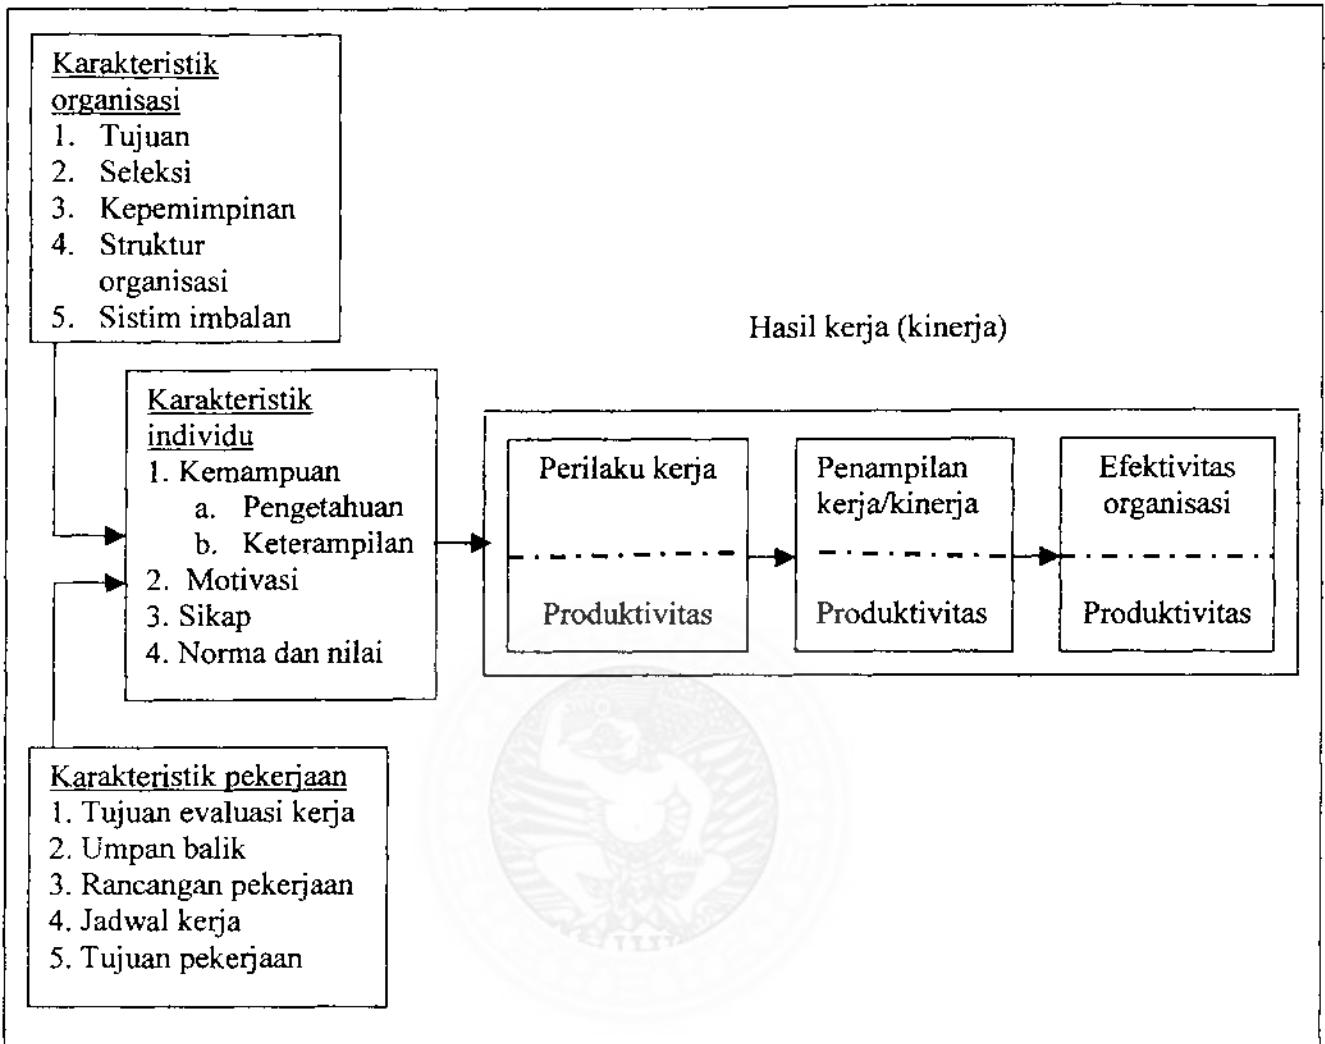 Karakteristik
organisasi
1. Tujuan
2. Seleksi
3. Kepemimpinan
4. Struktur
organisasi
5. Sistim imbalan
Hasil kerja (kinerja)
Karakteristik
individu
1. Kemampuan
a. Pengetahuan
b. Keterampilan
2. Motivasi
3. Sikap
4. Norma dan nilai
Perilaku kerja
Produktivitas
Penampilan
kerja/kinerja
Produktivitas
Efektivitas
organisasi
Produktivitas
Karakteristik pekerjaan
1. Tujuan evaluasi kerja
2. Umpan balik
3. Rancangan pekerjaan
4. Jadwal kerja
5. Tujuan pekerjaan